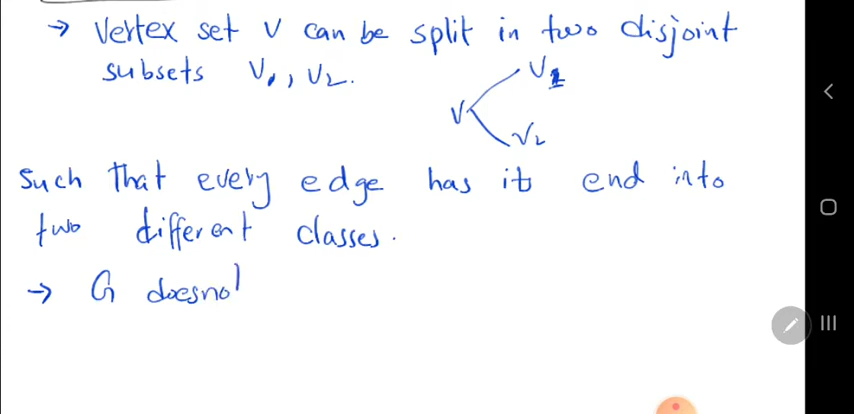 → Vertex set V can be split in two disjoint
subsets V1, V2.
V1
V
V2
Such that every edge has its end into
two different classes.
→ G doesnot